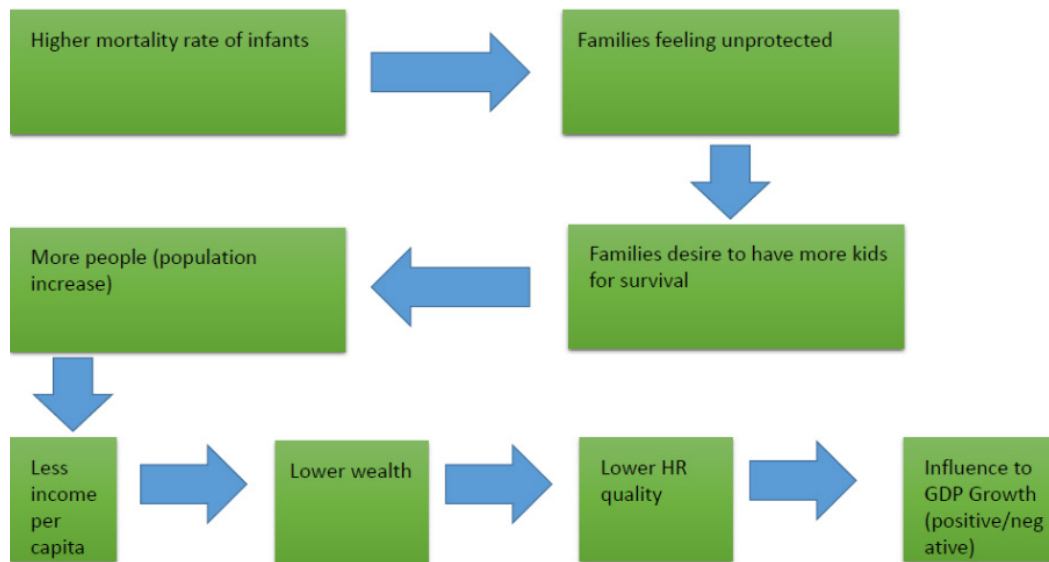 Higher mortality rate of infants
Families feeling unprotected
Families desire to have more kids
for survival
More people (population
increase)
Less
income
per
capita
Lower wealth
Lower HR
quality
Influence to
GDP Growth
(positive/neg
ative)